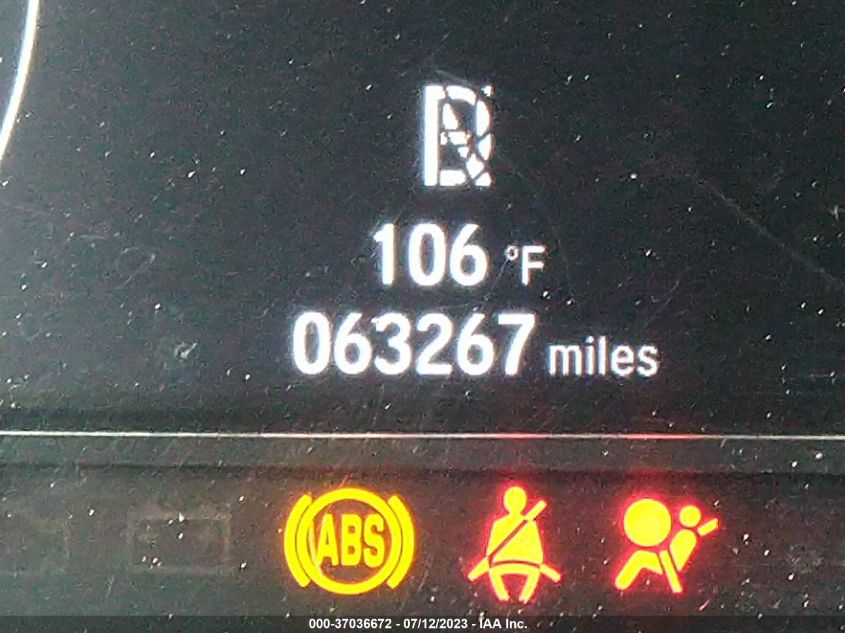 106 °F
063267 miles
ABS
000-37036672 - 07/12/2023 - IAA Inc.